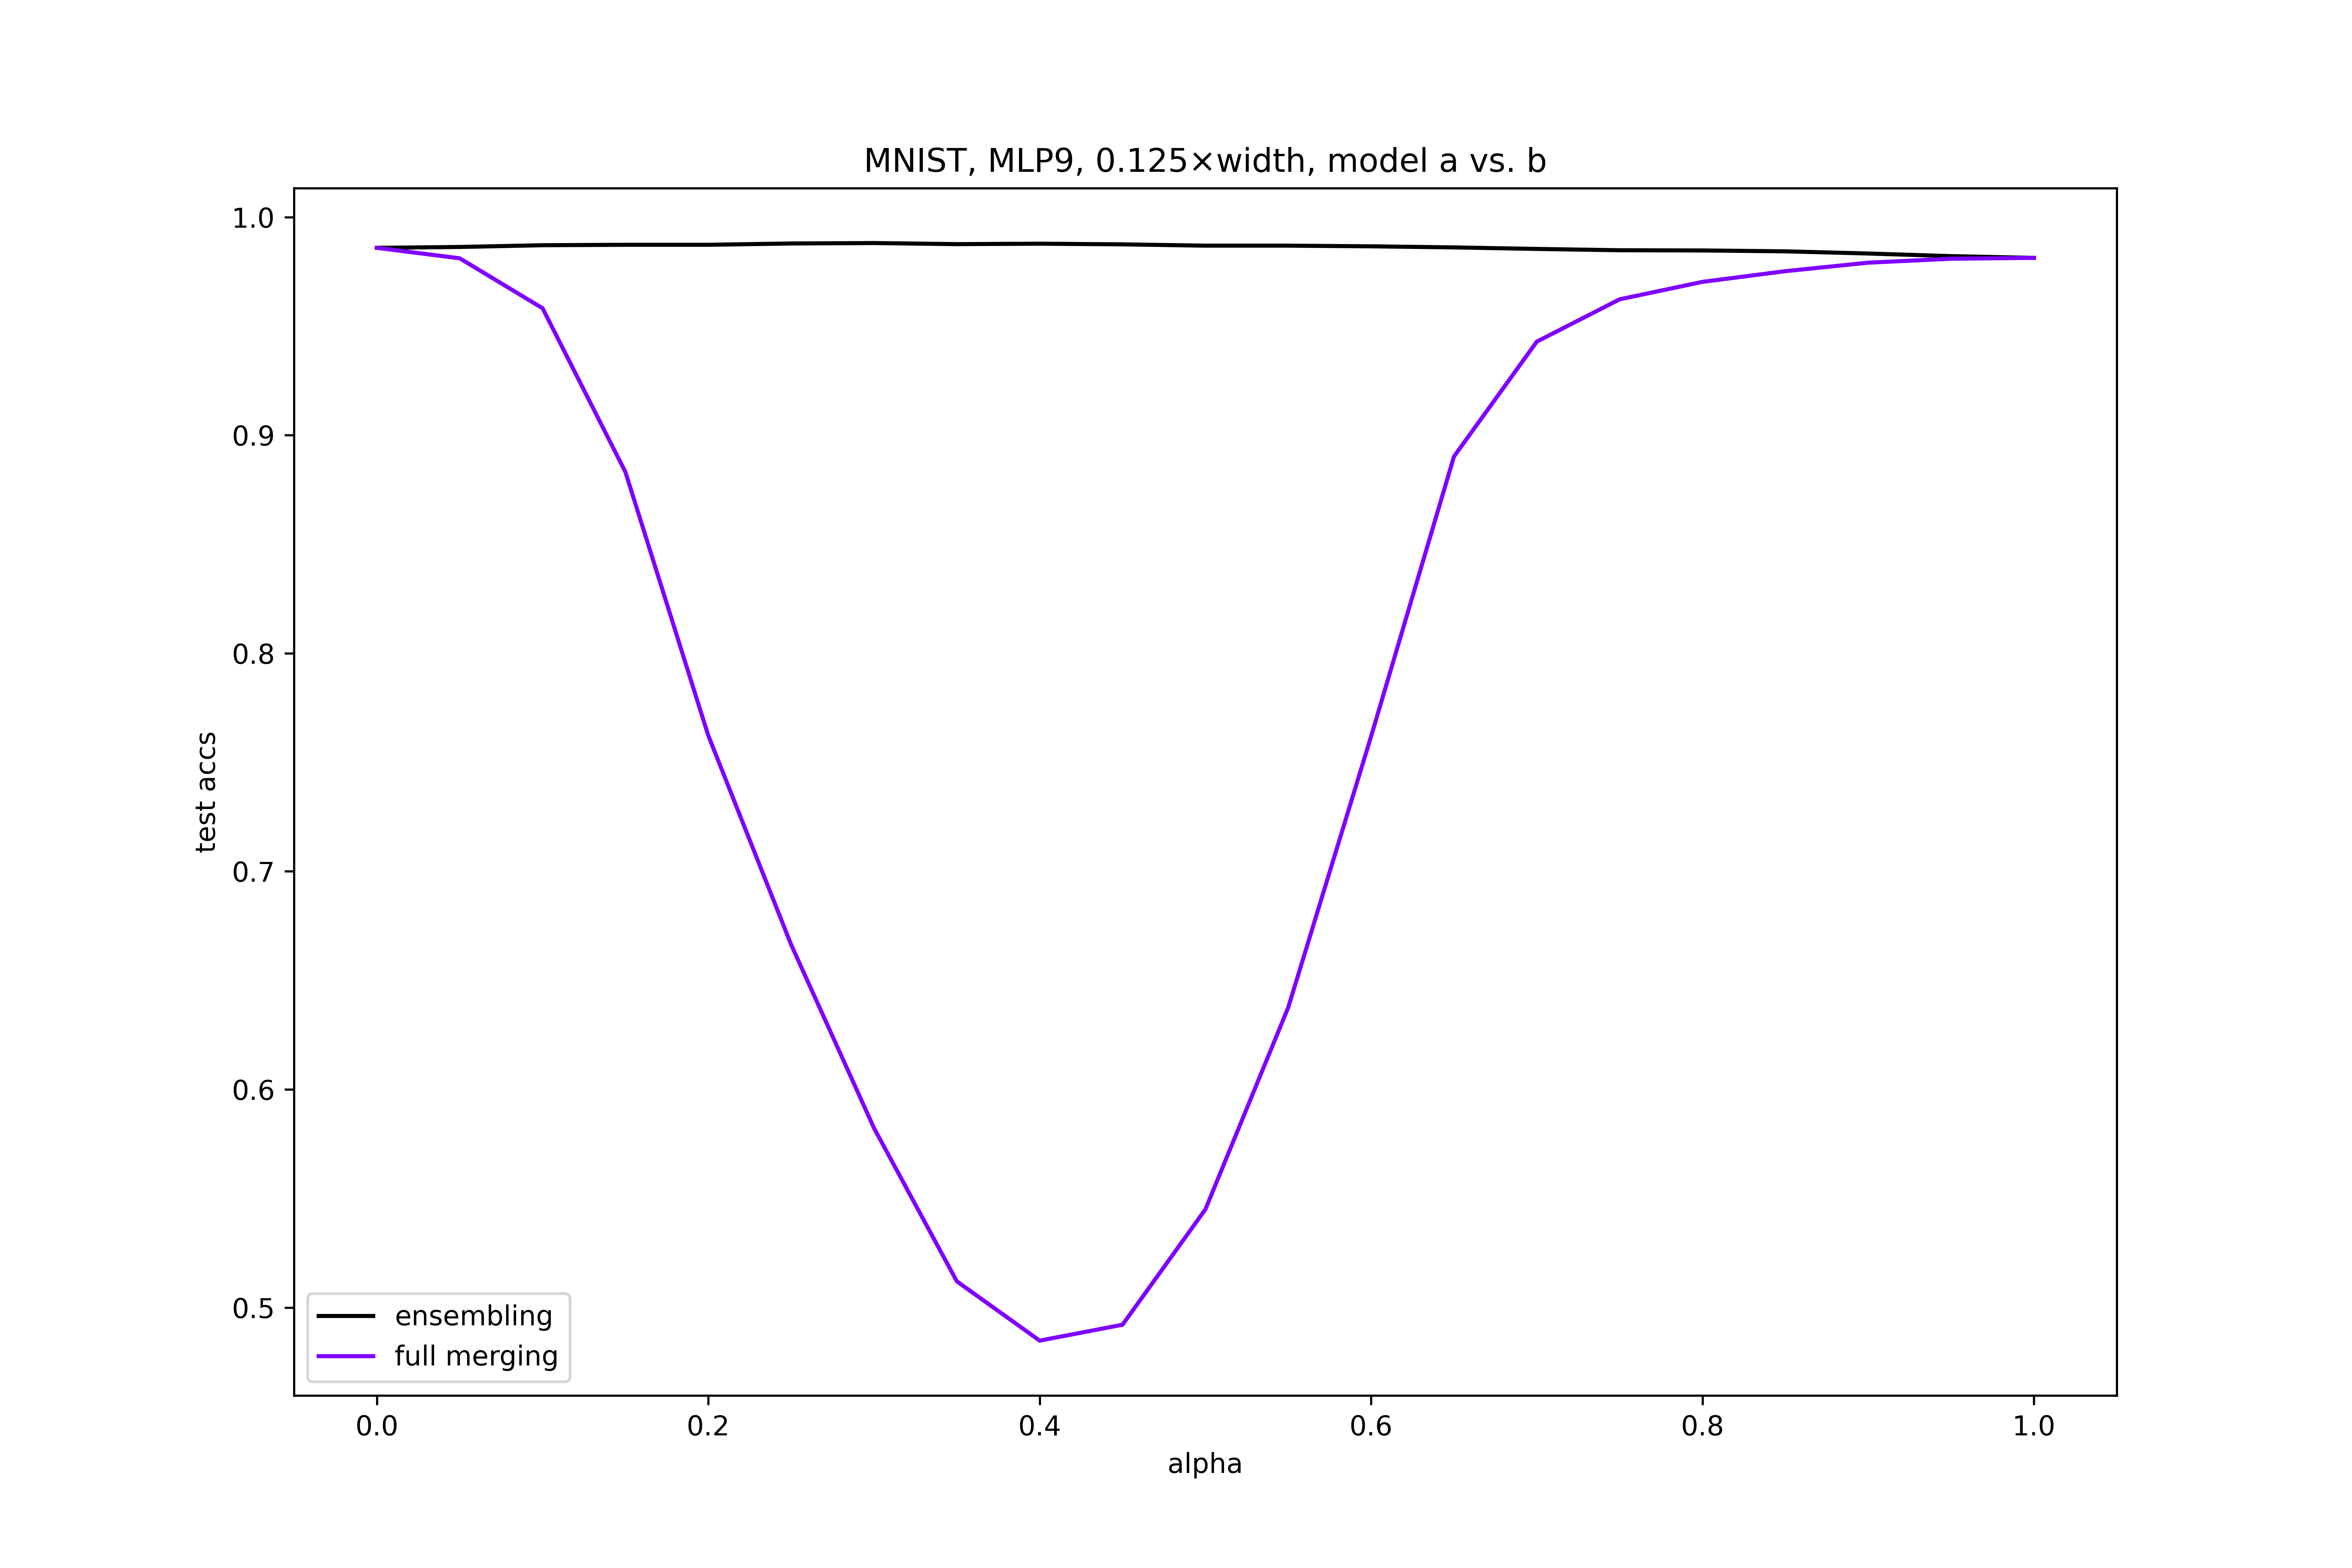 MNIST, MLP9, 0.125×width, model a vs. b
1.0
0.9
0.8
0.7
0.6
0.5
test accs
ensembling
full merging
0.0 0.2 0.4 0.6 0.8 1.0
alpha